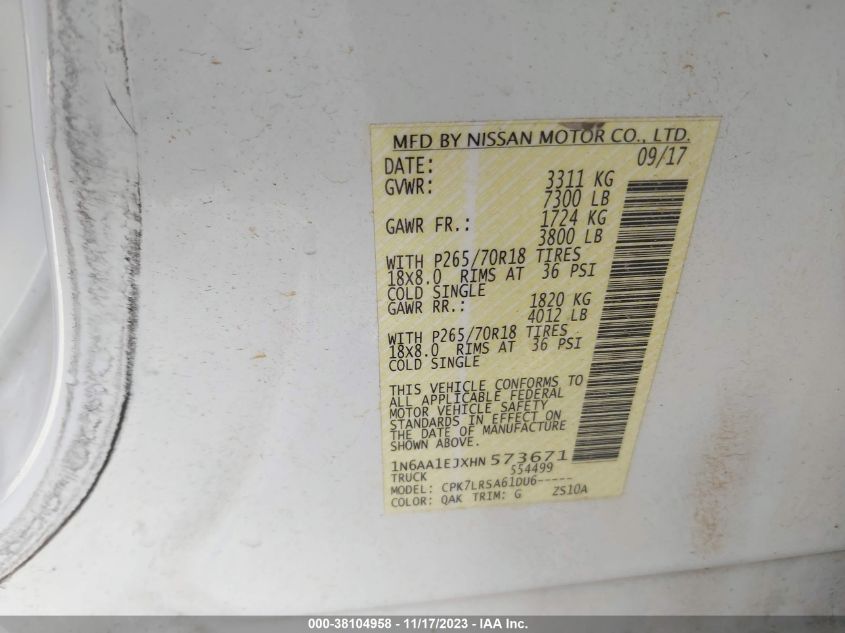 MFD BY NISSAN MOTOR CO., LTD.
DATE: 09/17
GVWR: 3311 KG
7300 LB
GAWR FR.: 1724 KG
3800 LB
WITH P265/70R18 TIRES
18X8.0 RIMS AT 36 PSI
COLD SINGLE
GAWR RR.: 1820 KG
4012 LB
WITH P265/70R18 TIRES
18X8.0 RIMS AT 36 PSI
COLD SINGLE
THIS VEHICLE CONFORMS TO
ALL APPLICABLE FEDERAL
MOTOR VEHICLE SAFETY
STANDARDS IN EFFECT ON
THE DATE OF MANUFACTURE
SHOWN ABOVE.
1N6AA1EJXHN 573671
TRUCK 554499
MODEL: CPK7LRSA61DU6-----
COLOR: QAK TRIM: G ZS10A
000-38104958 - 11/17/2023 - IAA Inc.